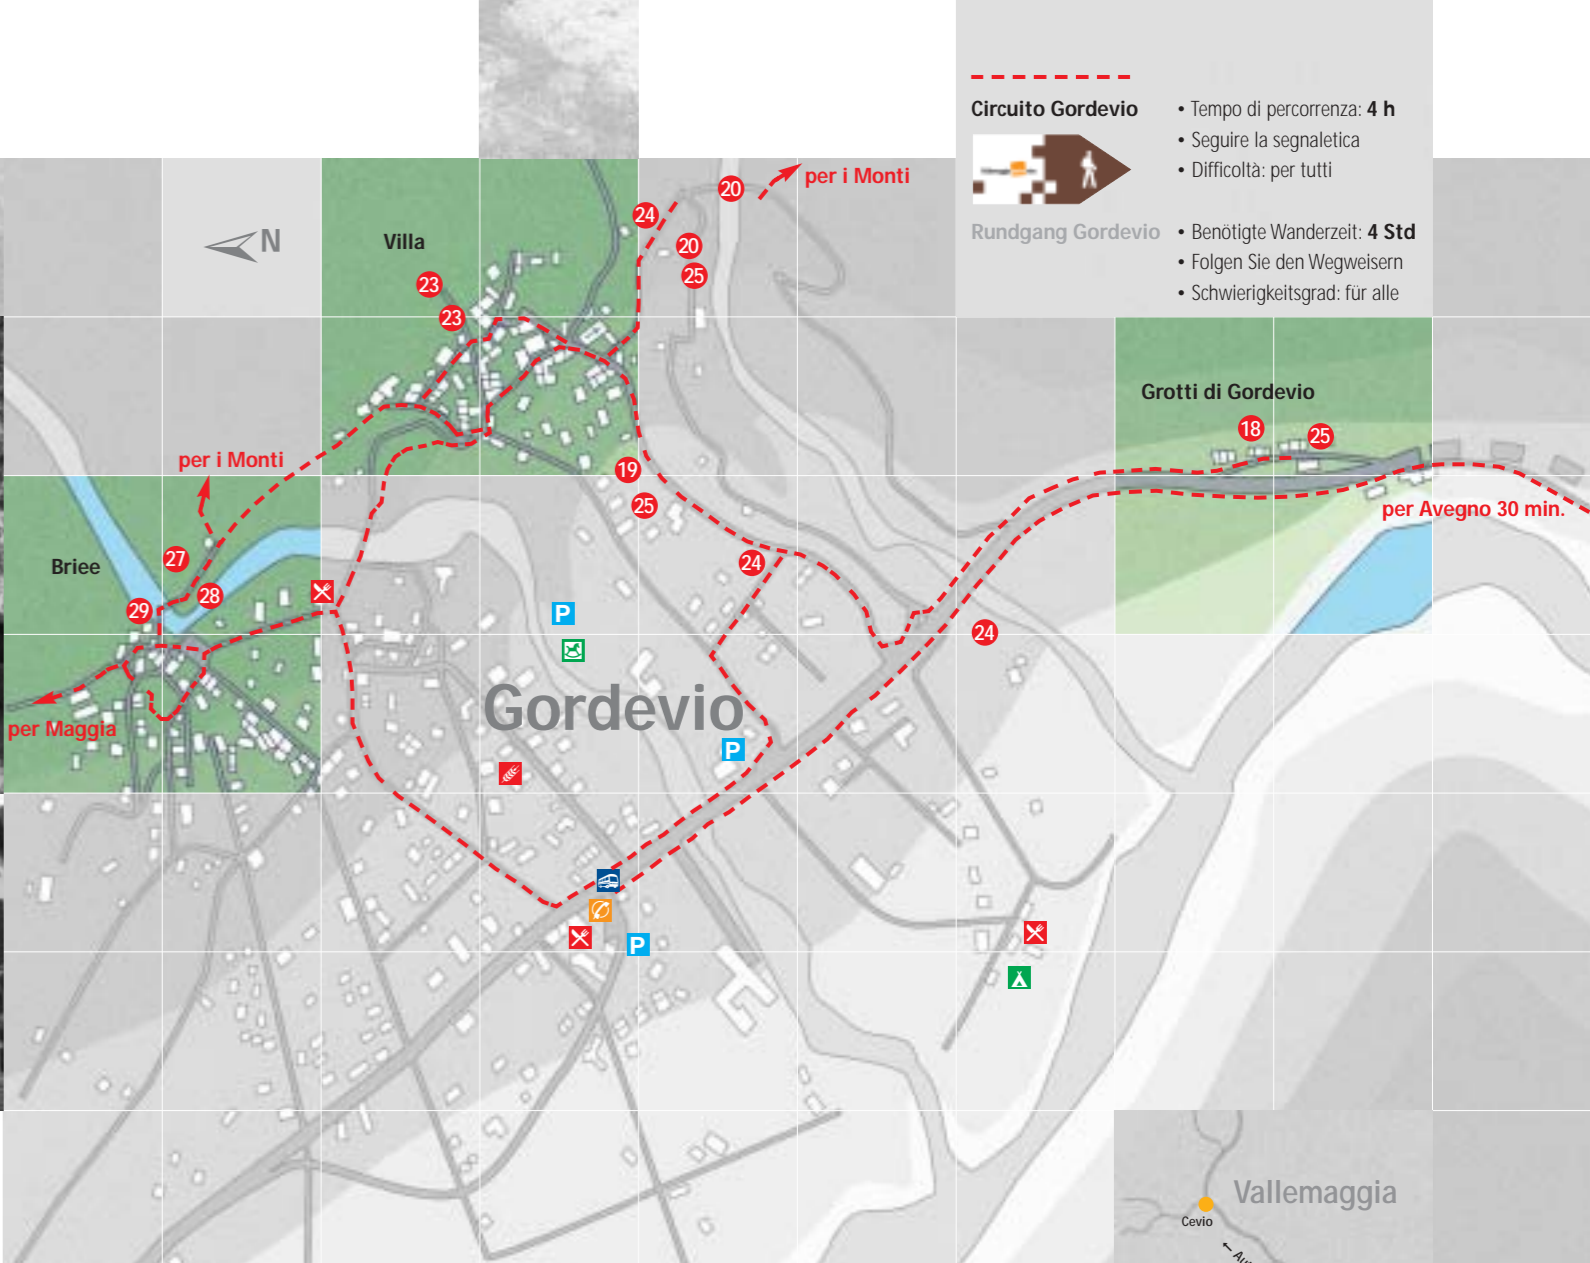 Circuito Gordevio
• Tempo di percorrenza: 4 h
• Seguire la segnaletica
• Difficoltà: per tutti
Rundgang Gordevio
• Benötigte Wanderzeit: 4 Std
• Folgen Sie den Wegweisern
• Schwierigkeitsgrad: für alle
20
per i Monti
24
N
Villa
20
25
23
23
Grotti di Gordevio
18
25
per i Monti
19
25
per Avegno 30 min.
27
Briee
24
28
29
P
24
Gordevio
per Maggia
P
P
Vallemaggia
Cevio